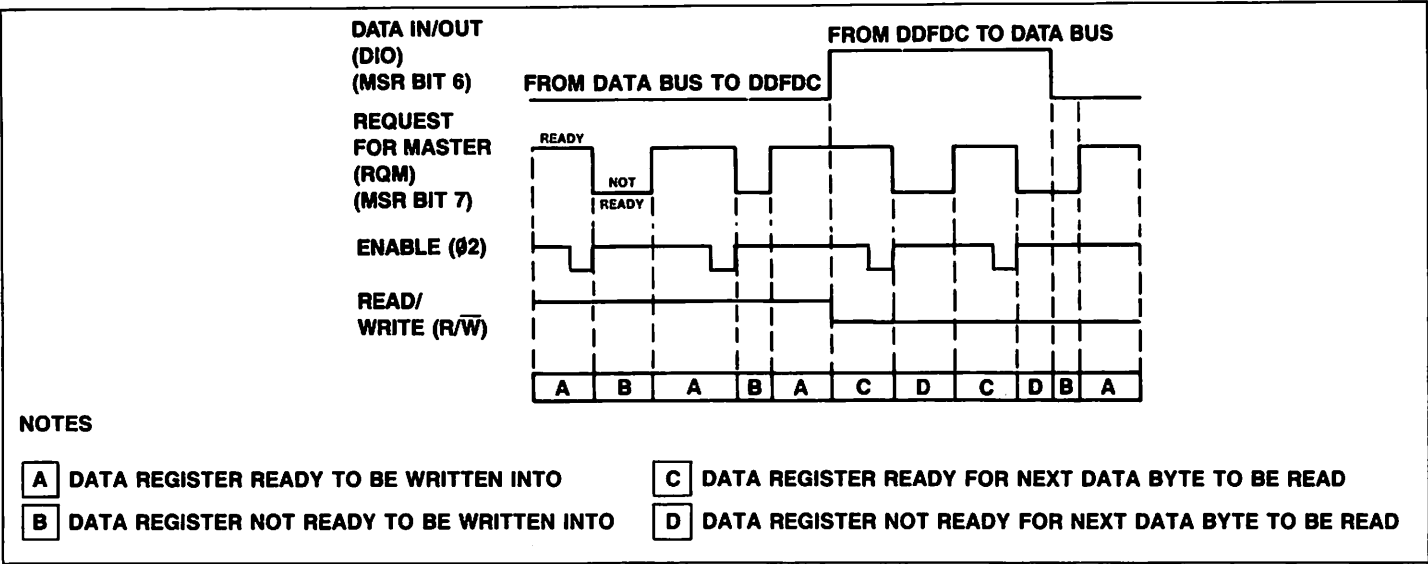 DATA IN/OUT
(DIO)
(MSR BIT 6)
FROM DATA BUS TO DDFDC
FROM DDFDC TO DATA BUS
REQUEST
FOR MASTER
(RQM)
(MSR BIT 7)
READY
NOT
READY
ENABLE (φ2)
READ/
WRITE (R/W̅)
A B A B A C D C D B A
NOTES
A DATA REGISTER READY TO BE WRITTEN INTO
B DATA REGISTER NOT READY TO BE WRITTEN INTO
C DATA REGISTER READY FOR NEXT DATA BYTE TO BE READ
D DATA REGISTER NOT READY FOR NEXT DATA BYTE TO BE READ